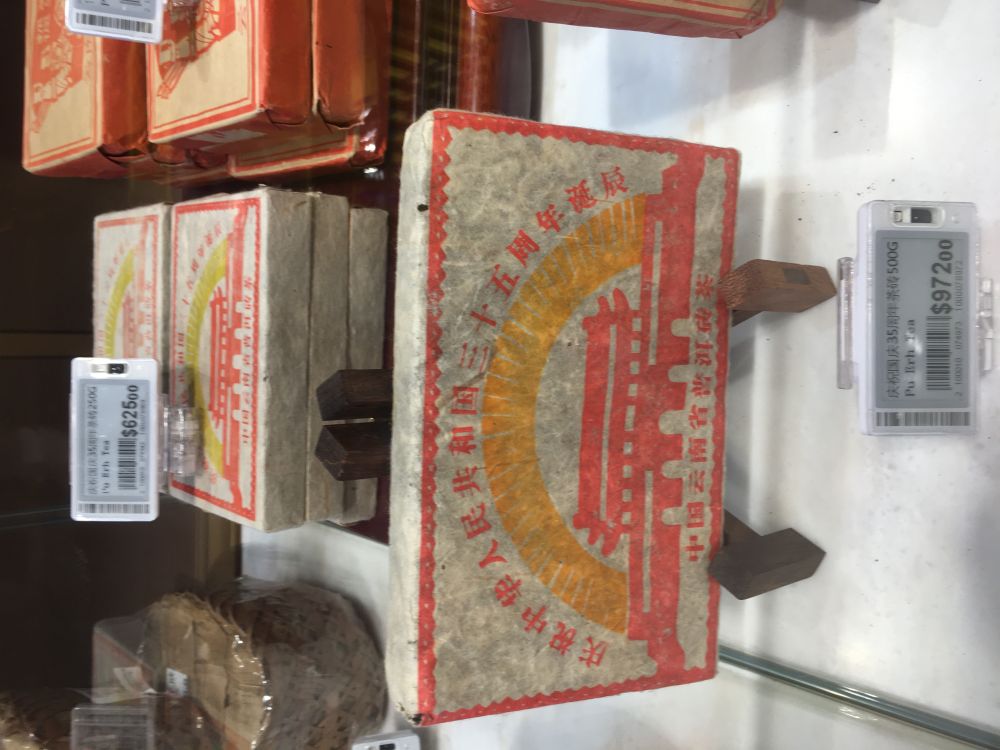 庆祝中华人民共和国三十五周年诞辰
中国云南省普洱砖茶
庆祝国庆35周年茶砖500G
Pu Erh Tea
$97200
庆祝国庆35周年茶砖250G
Pu Erh Tea
$62500